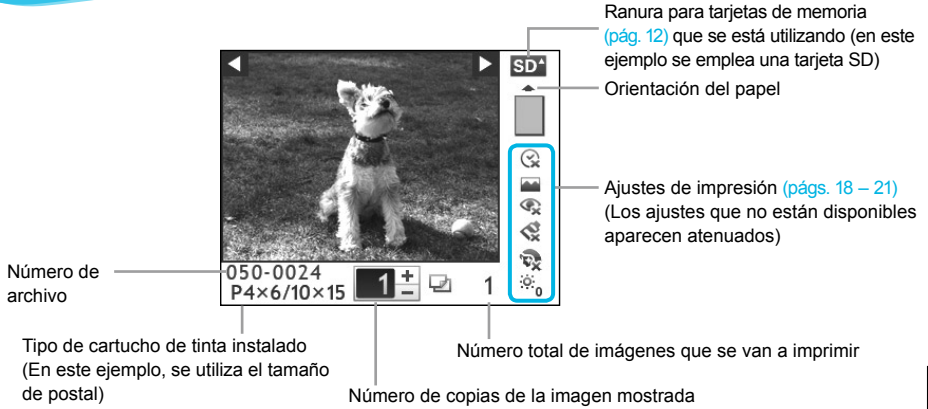 Ranura para tarjetas de memoria
(pág. 12) que se está utilizando (en este
ejemplo se emplea una tarjeta SD)
SD
Orientación del papel
Ajustes de impresión (págs. 18 – 21)
(Los ajustes que no están disponibles
aparecen atenuados)
Número de
archivo
050-0024
P4×6/10×15
1
+
−
1
0
Tipo de cartucho de tinta instalado
(En este ejemplo, se utiliza el tamaño
de postal)
Número total de imágenes que se van a imprimir
Número de copias de la imagen mostrada